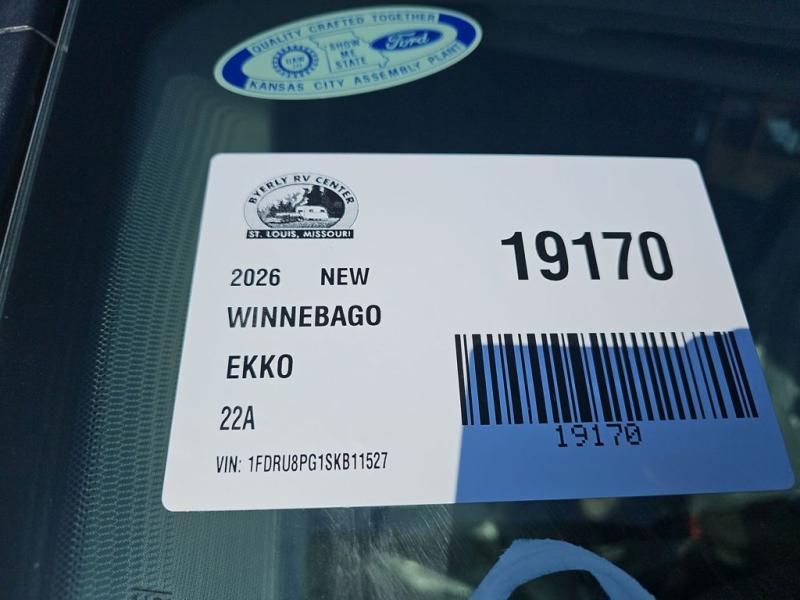 QUALITY CRAFTED TOGETHER
UAW
SHOW
ME
STATE
Ford
KANSAS CITY ASSEMBLY PLANT
BYERLY RV CENTER
ST. LOUIS, MISSOURI
19170
2026 NEW
WINNEBAGO
EKKO
22A
19170
VIN: 1FDRU8PG1SKB11527